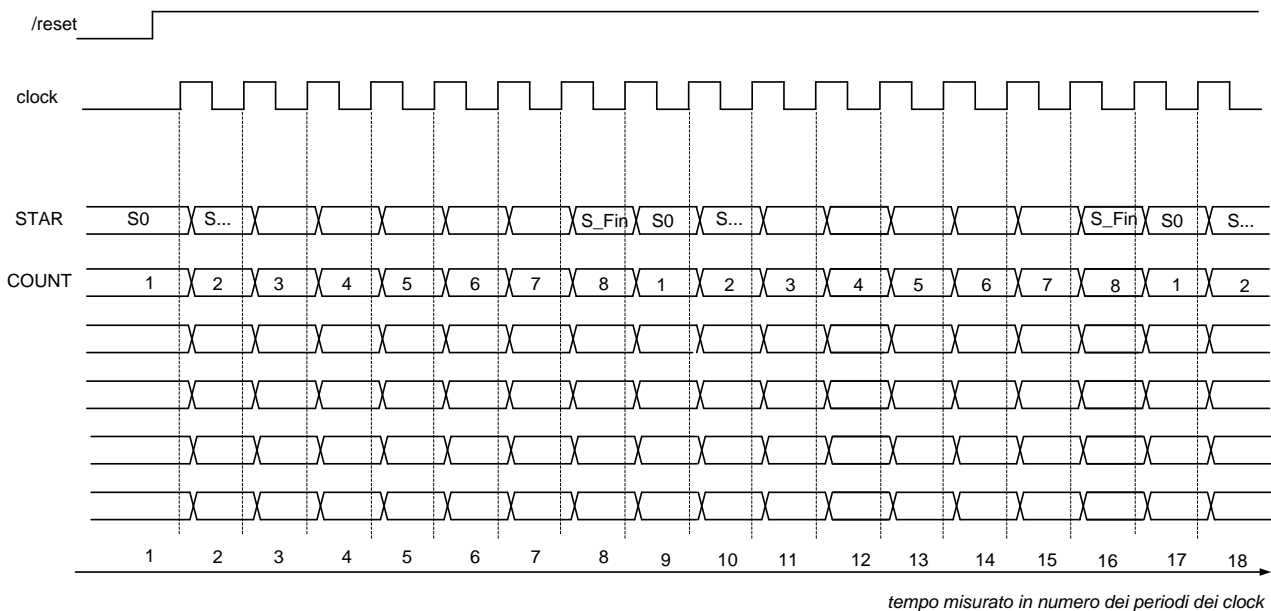 /reset
clock
STAR S0 S... S_Fin S0 S... S_Fin S0 S...
COUNT 1 2 3 4 5 6 7 8 1 2 3 4 5 6 7 8 1 2
1 2 3 4 5 6 7 8 9 10 11 12 13 14 15 16 17 18
tempo misurato in numero dei periodi dei clock